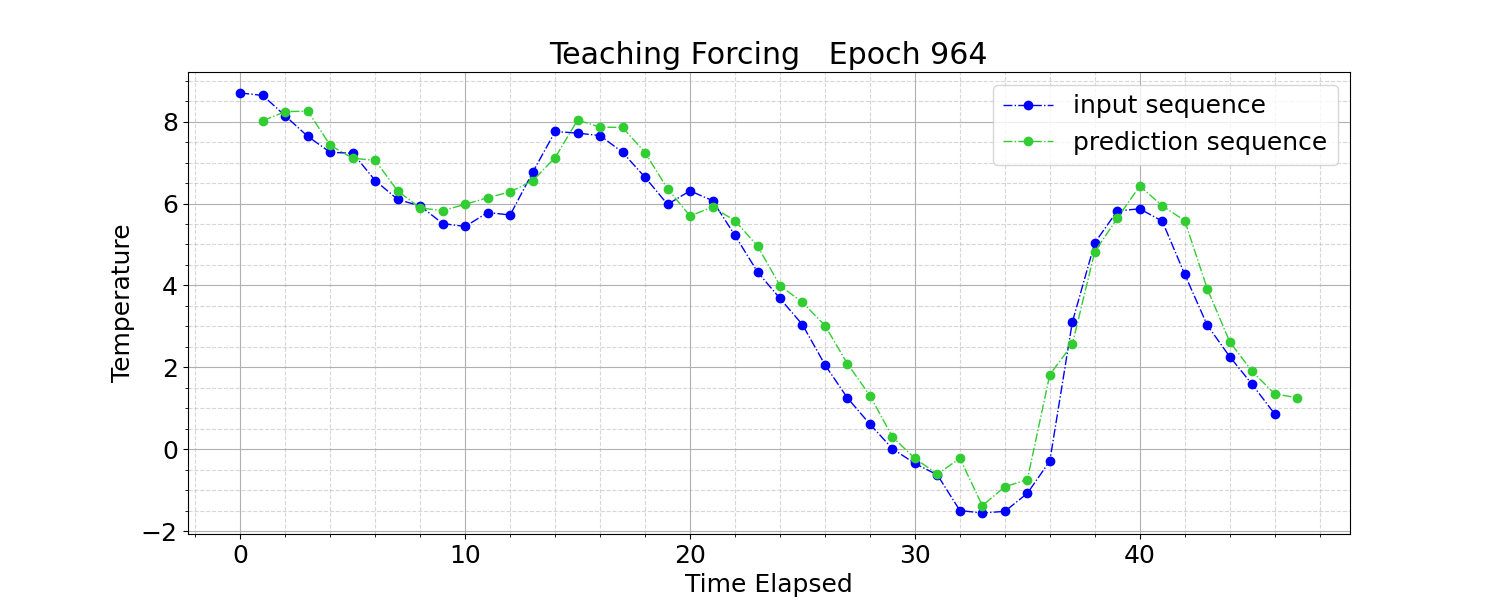 Teaching Forcing   Epoch 964
input sequence
prediction sequence
Temperature
8
6
4
2
0
−2
0 10 20 30 40
Time Elapsed